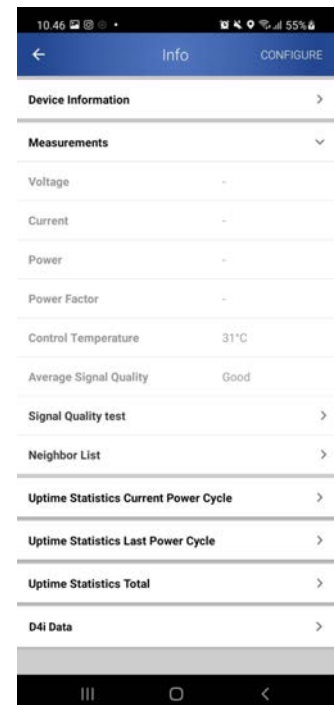 10.46 55%
Info CONFIGURE
Device Information
Measurements
Voltage -
Current -
Power -
Power Factor -
Control Temperature 31°C
Average Signal Quality Good
Signal Quality test
Neighbor List
Uptime Statistics Current Power Cycle
Uptime Statistics Last Power Cycle
Uptime Statistics Total
D4i Data